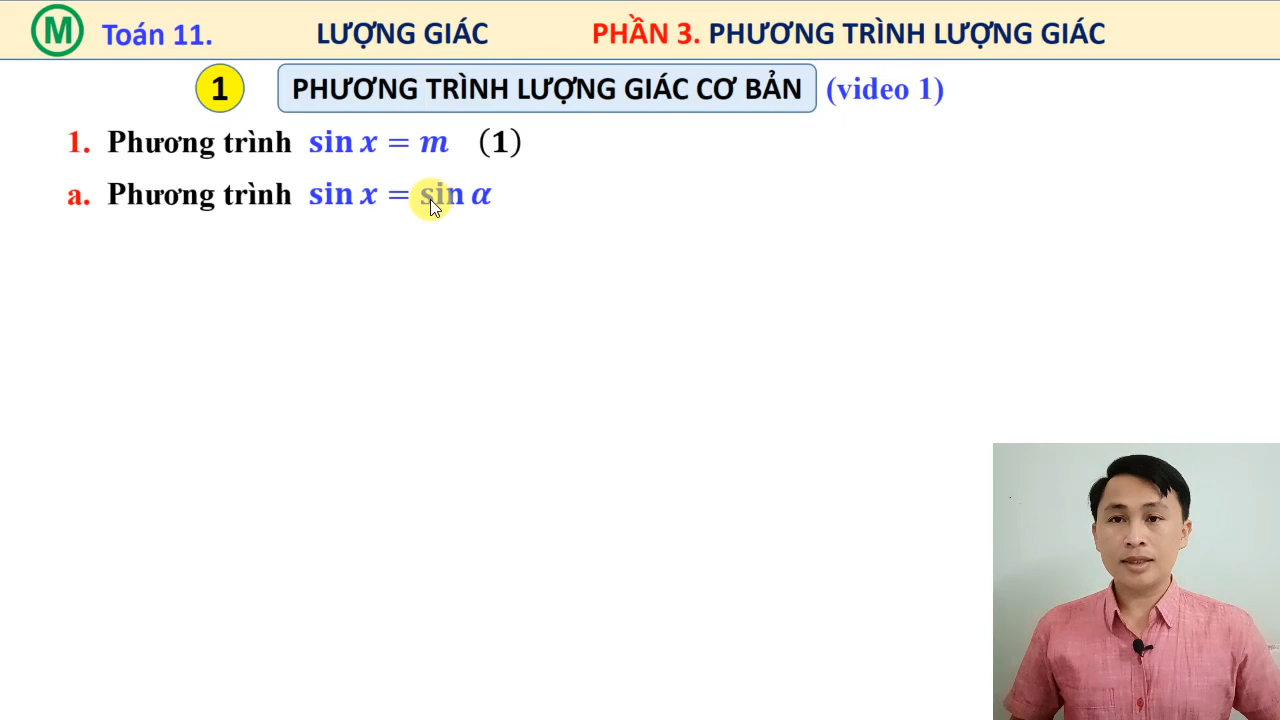 M Toán 11. LƯỢNG GIÁC PHẦN 3. PHƯƠNG TRÌNH LƯỢNG GIÁC
1 PHƯƠNG TRÌNH LƯỢNG GIÁC CƠ BẢN (video 1)
1. Phương trình sin x = m (1)
a. Phương trình sin x = sin α